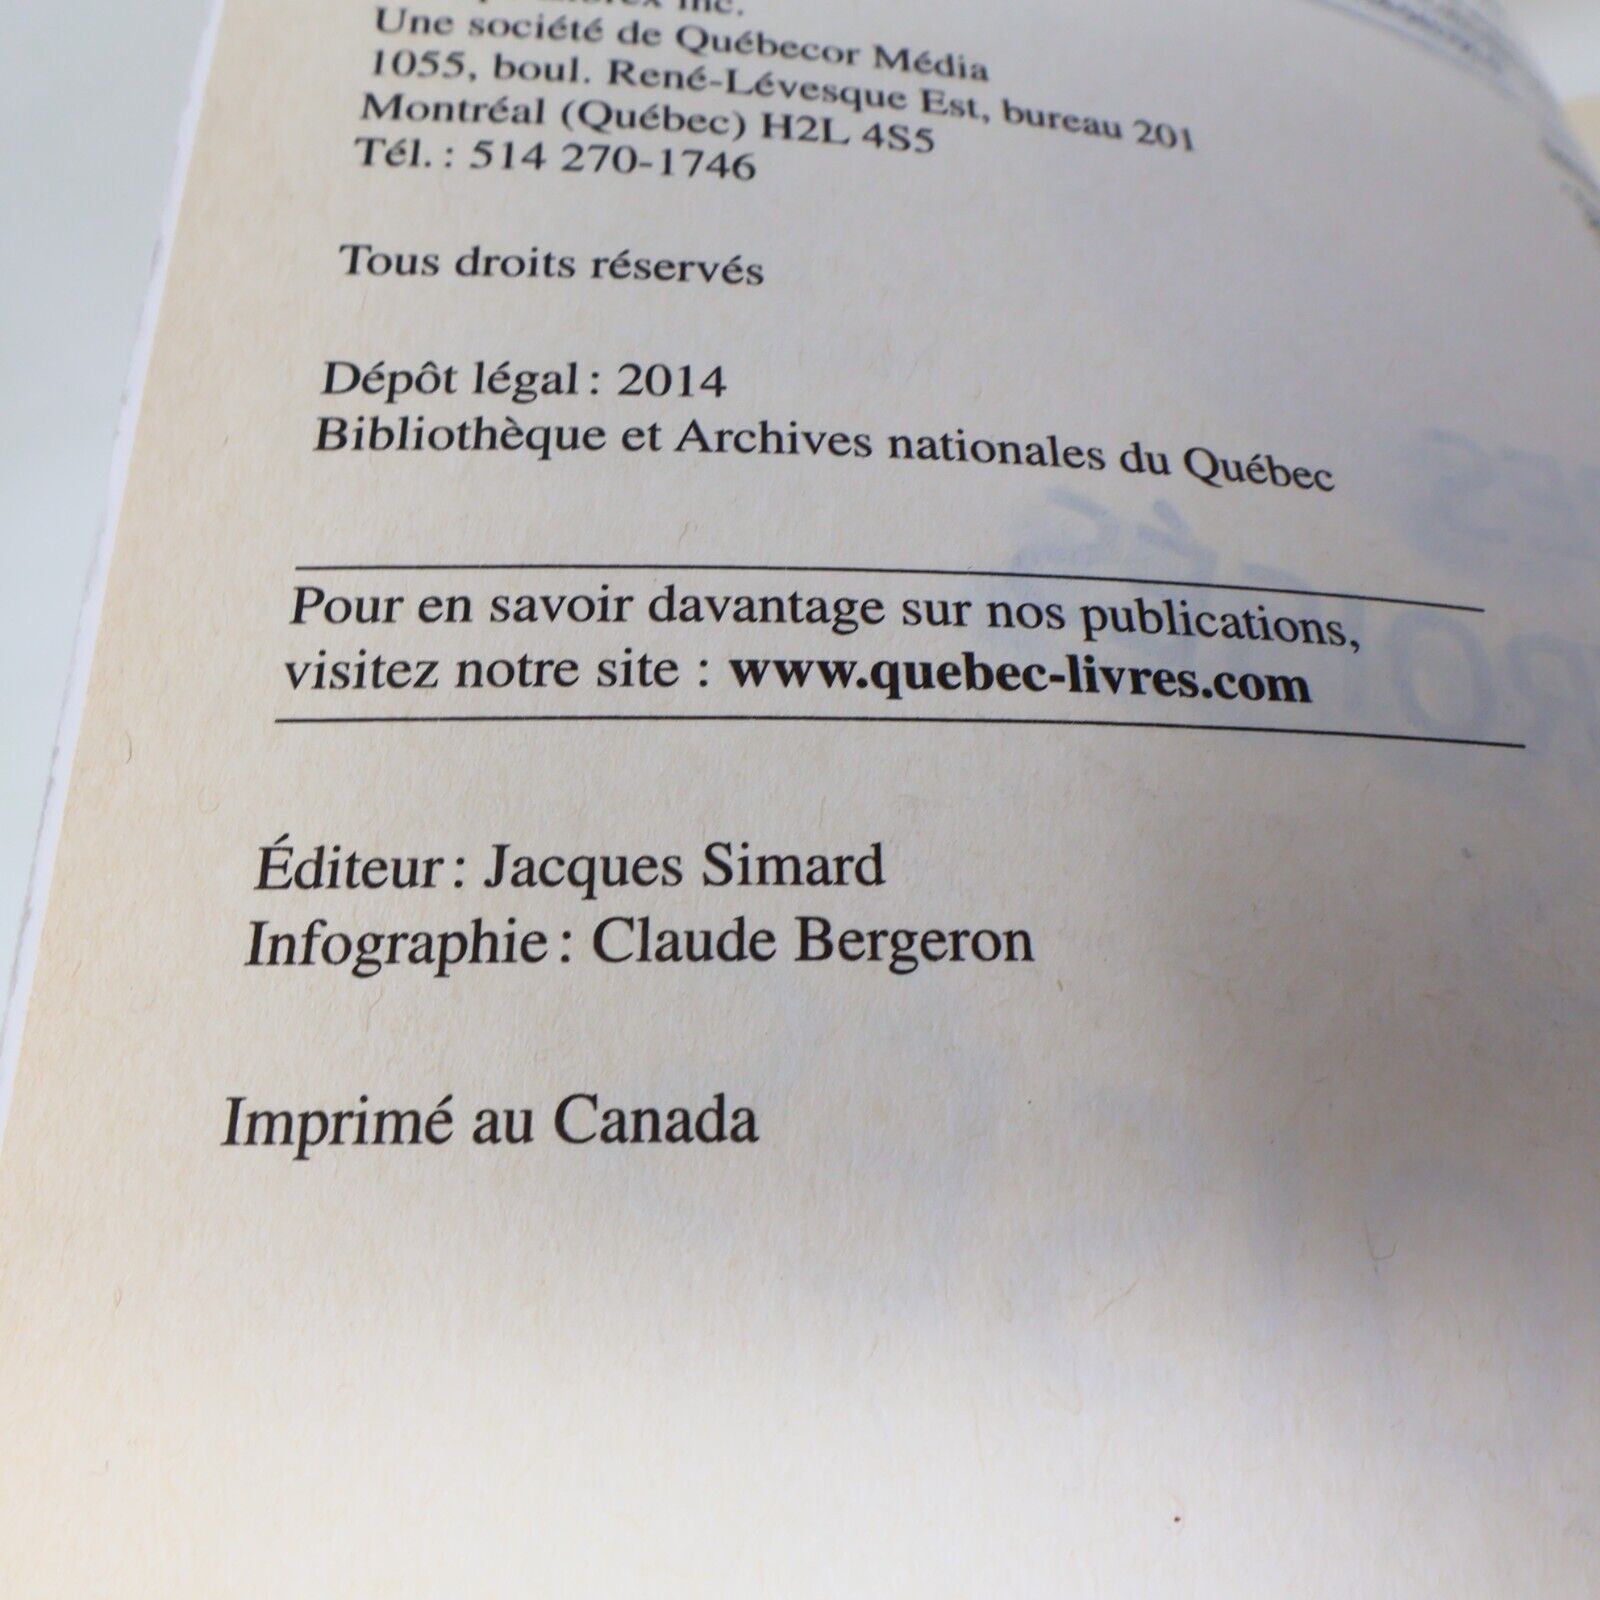 inc.
Une société de Québecor Média
1055, boul. René-Lévesque Est, bureau 201
Montréal (Québec) H2L 4S5
Tél. : 514 270-1746
Tous droits réservés
Dépôt légal : 2014
Bibliothèque et Archives nationales du Québec
Pour en savoir davantage sur nos publications,
visitez notre site : www.quebec-livres.com
Éditeur : Jacques Simard
Infographie : Claude Bergeron
Imprimé au Canada